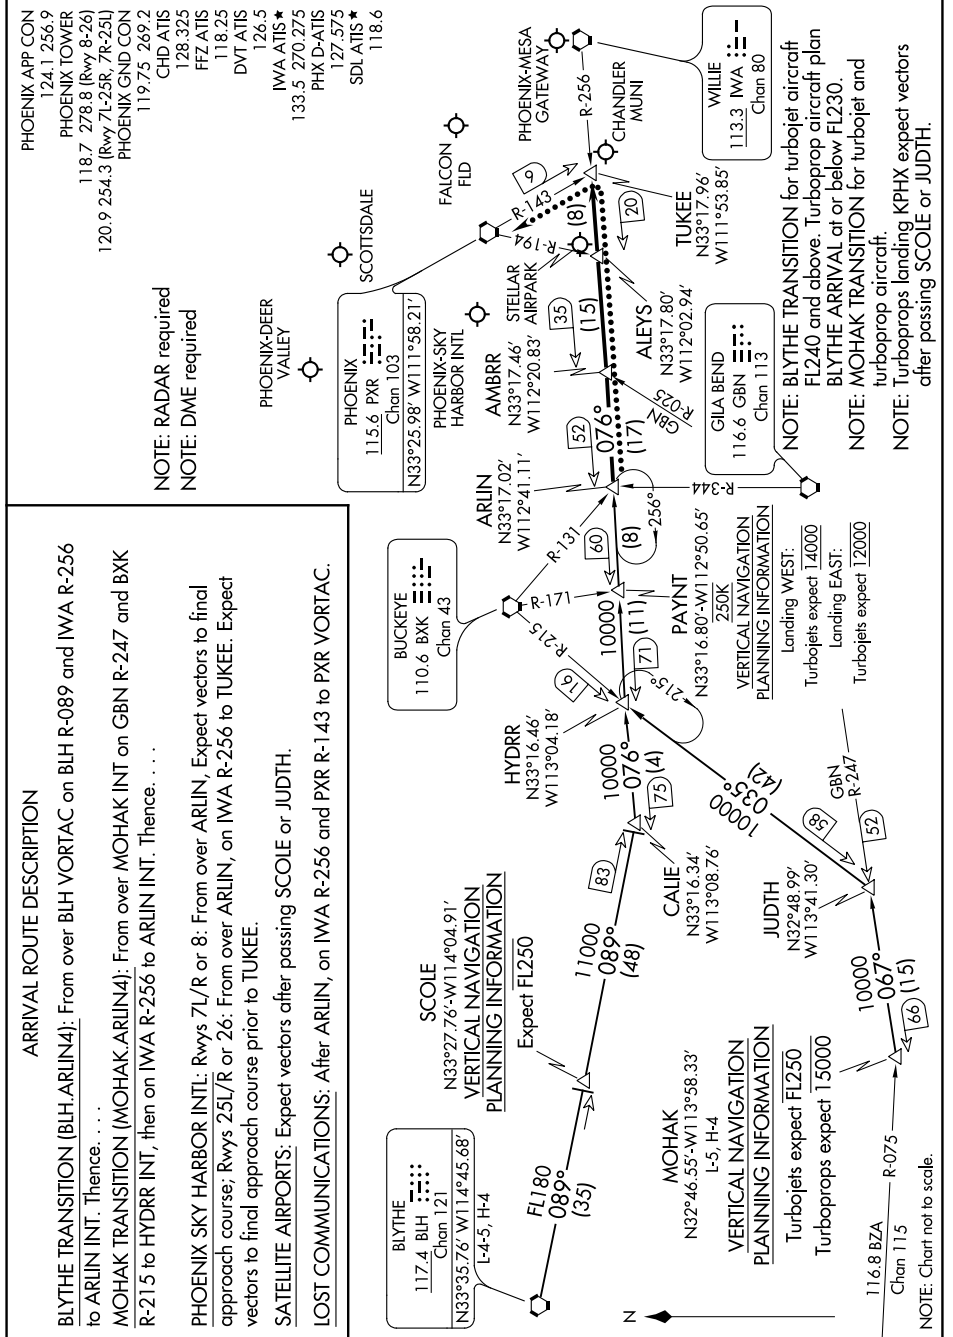 ARRIVAL ROUTE DESCRIPTION
BLYTHE TRANSITION (BLH.ARLIN4): From over BLH VORTAC on BLH R-089 and IWA R-256
to ARLIN INT. Thence. . . .
MOHAK TRANSITION (MOHAK.ARLIN4): From over MOHAK INT on GBN R-247 and BXK
R-215 to HYDRR INT, then on IWA R-256 to ARLIN INT. Thence. . . .
PHOENIX SKY HARBOR INTL: Rwys 7L/R or 8: From over ARLIN, Expect vectors to final
approach course; Rwys 25L/R or 26: From over ARLIN, on IWA R-256 to TUKEE. Expect
vectors to final approach course prior to TUKEE.
SATELLITE AIRPORTS: Expect vectors after passing SCOLE or JUDTH.
LOST COMMUNICATIONS: After ARLIN, on IWA R-256 and PXR R-143 to PXR VORTAC.
PHOENIX APP CON
124.1 256.9
PHOENIX TOWER
118.7 278.8 (Rwy 8-26)
120.9 254.3 (Rwy 7L-25R, 7R-25L)
PHOENIX GND CON
119.75 269.2
CHD ATIS
128.325
FFZ ATIS
118.25
DVT ATIS
126.5
IWA ATIS★
133.5 270.275
PHX D-ATIS
127.575
SDL ATIS★
118.6
NOTE: RADAR required
NOTE: DME required
PHOENIX-DEER
VALLEY
SCOTTSDALE
FALCON
FLD
PHOENIX-MESA
GATEWAY
CHANDLER
MUNI
STELLAR
AIRPARK
PHOENIX-SKY
HARBOR INTL
PHOENIX
115.6 PXR
Chan 103
N33°25.98' W111°58.21'
BUCKEYE
110.6 BXK
Chan 43
BLYTHE
117.4 BLH
Chan 121
N33°35.76' W114°45.68'
L-4-5, H-4
WILLIE
113.3 IWA
Chan 80
GILA BEND
116.6 GBN
Chan 113
FL180
089°
(35)
SCOLE
N33°27.76'-W114°04.91'
VERTICAL NAVIGATION
PLANNING INFORMATION
Expect FL250
11000
089°
(48)
83
CALIE
N33°16.34'
W113°08.76'
75
10000
076°
(4)
HYDRR
N33°16.46'
W113°04.18'
R-215
16
215°
71
10000
(11)
R-171
PAYNT
N33°16.80'-W112°50.65'
250K
VERTICAL NAVIGATION
PLANNING INFORMATION
Landing WEST:
Turbojets expect 14000
Landing EAST:
Turbojets expect 12000
60
(8)
R-131
256°
ARLIN
N33°17.02'
W112°41.11'
R-344
52
076°
(17)
AMBRR
N33°17.46'
W112°20.83'
GBN
R-025
35
(15)
ALEYS
N33°17.80'
W112°02.94'
R-194
20
(8)
R-143
9
TUKEE
N33°17.96'
W111°53.85'
R-256
MOHAK
N32°46.55'-W113°58.33'
L-5, H-4
VERTICAL NAVIGATION
PLANNING INFORMATION
Turbojets expect FL250
Turboprops expect 15000
116.8 BZA
Chan 115
R-075
66
10000
067°
(15)
JUDTH
N32°48.99'
W113°41.30'
GBN
R-247
52
58
10000
035°
(42)
N
NOTE: BLYTHE TRANSITION for turbojet aircraft
FL240 and above. Turboprop aircraft plan
BLYTHE ARRIVAL at or below FL230.
NOTE: MOHAK TRANSITION for turbojet and
turboprop aircraft.
NOTE: Turboprops landing KPHX expect vectors
after passing SCOLE or JUDTH.
NOTE: Chart not to scale.